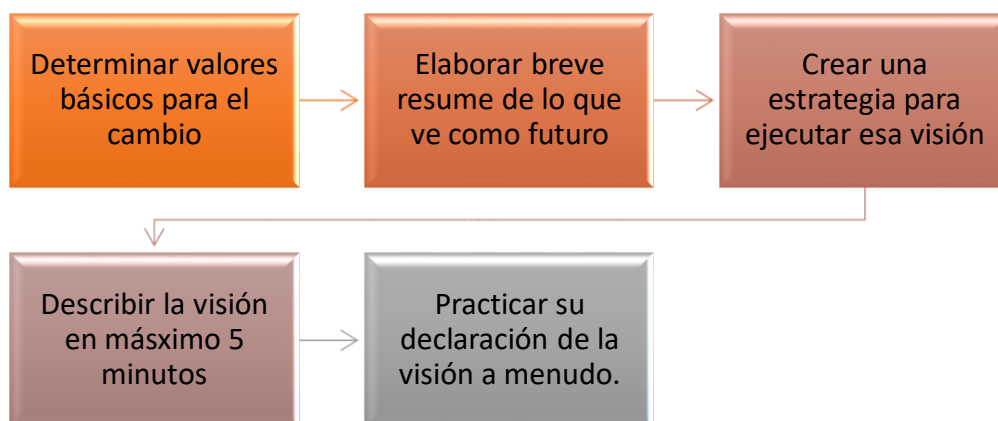 Determinar valores
básicos para el
cambio
Elaborar breve
resume de lo que
ve como futuro
Crear una
estrategia para
ejecutar esa visión
Describir la visión
en másximo 5
minutos
Practicar su
declaración de la
visión a menudo.